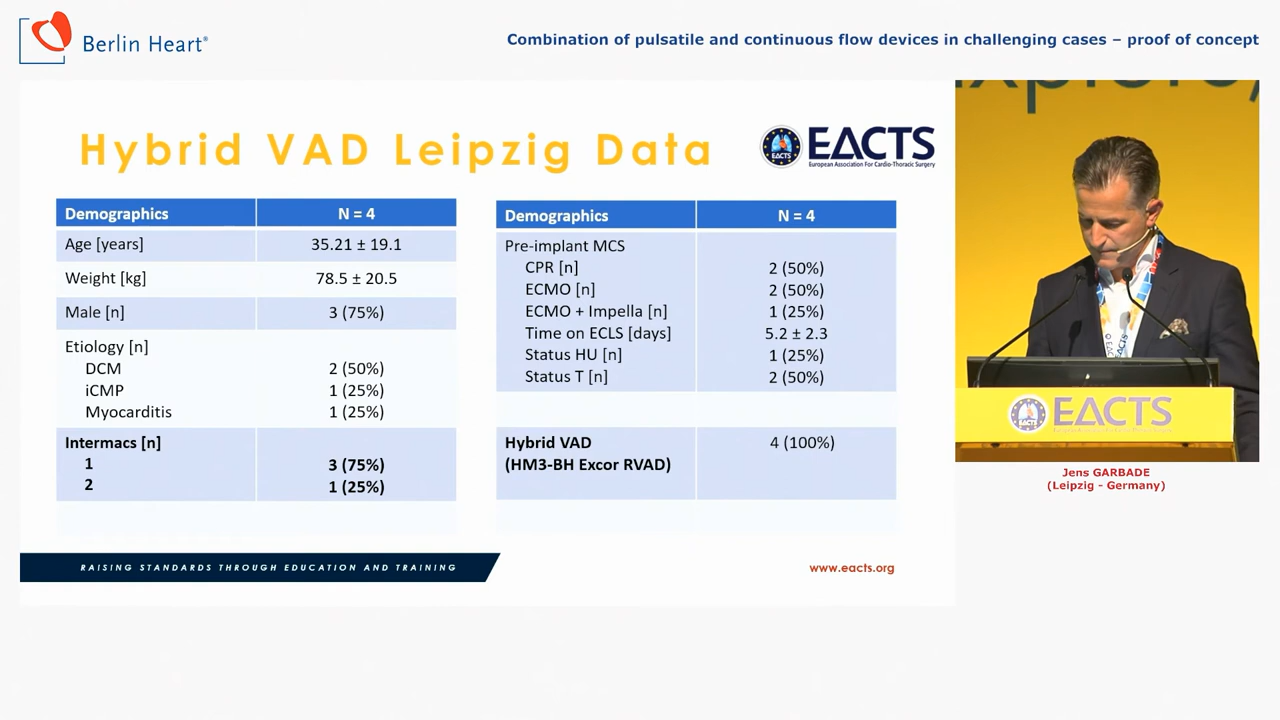 Berlin Heart®
Combination of pulsatile and continuous flow devices in challenging cases – proof of concept
Hybrid VAD Leipzig Data
EACTS
EACTS
European Association For Cardio-Thoracic Surgery
Demographics N = 4
Age [years] 35.21 ± 19.1
Weight [kg] 78.5 ± 20.5
Male [n] 3 (75%)
Etiology [n]
DCM 2 (50%)
iCMP 1 (25%)
Myocarditis 1 (25%)
Intermacs [n]
1 3 (75%)
2 1 (25%)
Demographics N = 4
Pre-implant MCS
CPR [n] 2 (50%)
ECMO [n] 2 (50%)
ECMO + Impella [n] 1 (25%)
Time on ECLS [days] 5.2 ± 2.3
Status HU [n] 1 (25%)
Status T [n] 2 (50%)
Hybrid VAD 4 (100%)
(HM3-BH Excor RVAD)
RAISING STANDARDS THROUGH EDUCATION AND TRAINING
www.eacts.org
EACTS
Jens GARBADE
(Leipzig - Germany)